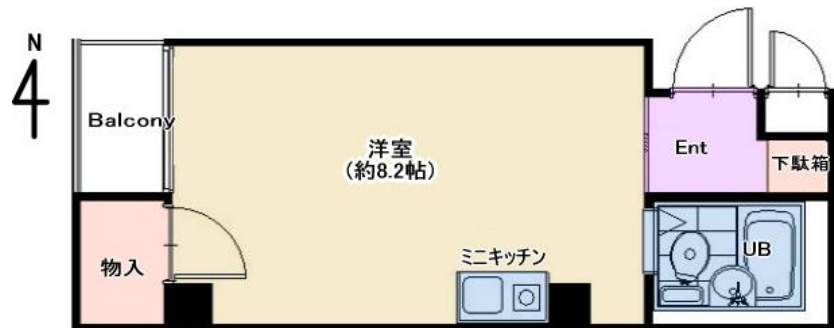 N
Balcony
洋室
(約8.2帖)
Ent
下駄箱
物入
ミニキッチン
UB